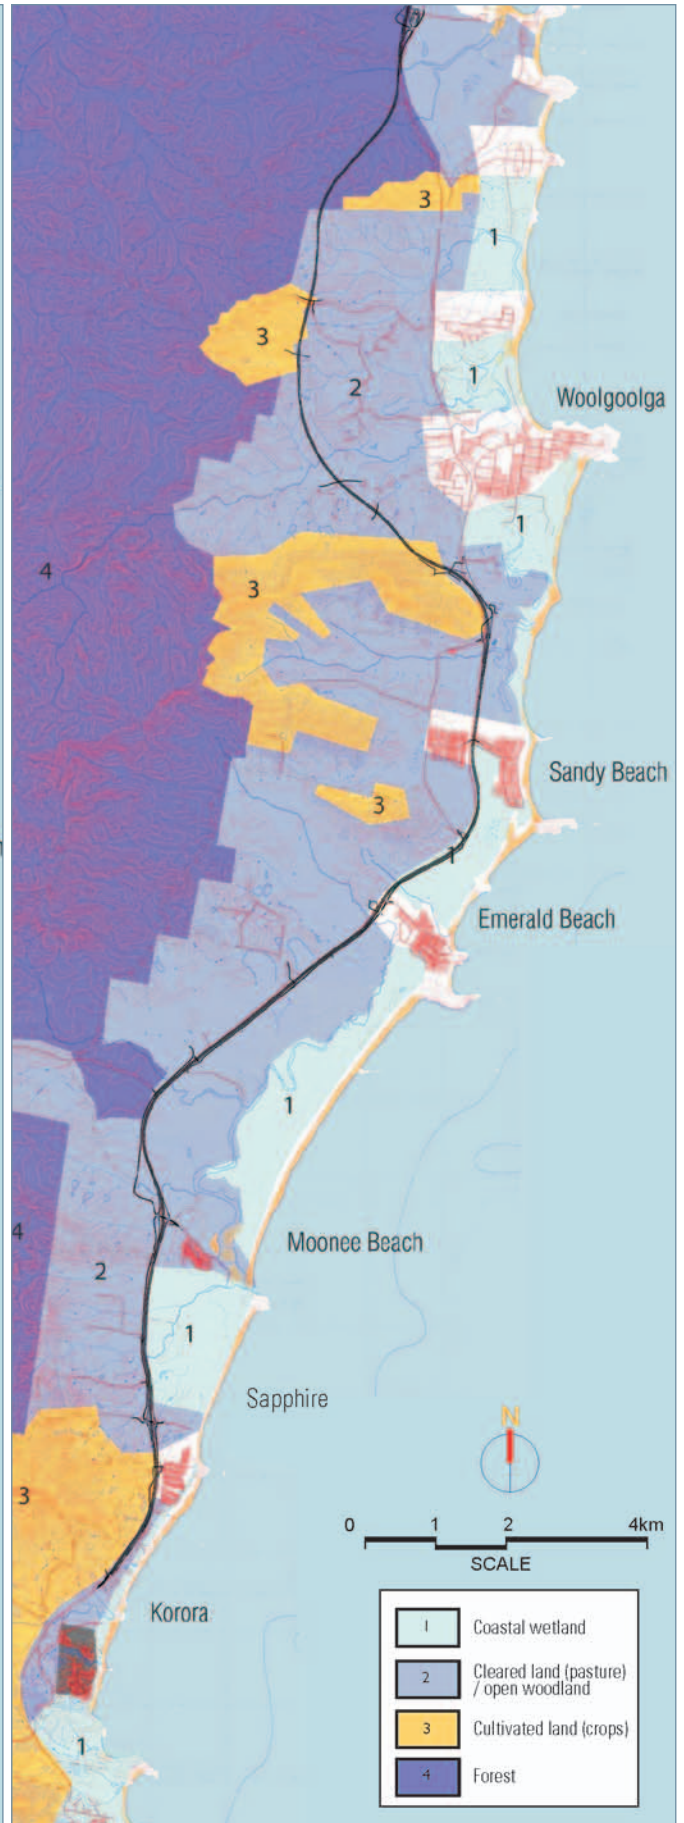 3
1
3
1
2
Woolgoolga
1
4
3
Sandy Beach
3
1
Emerald Beach
1
4
Moonee Beach
2
1
Sapphire
N
3
0 1 2 4km
SCALE
Korora
1 Coastal wetland
2 Cleared land (pasture)
/ open woodland
3 Cultivated land (crops)
4 Forest
1